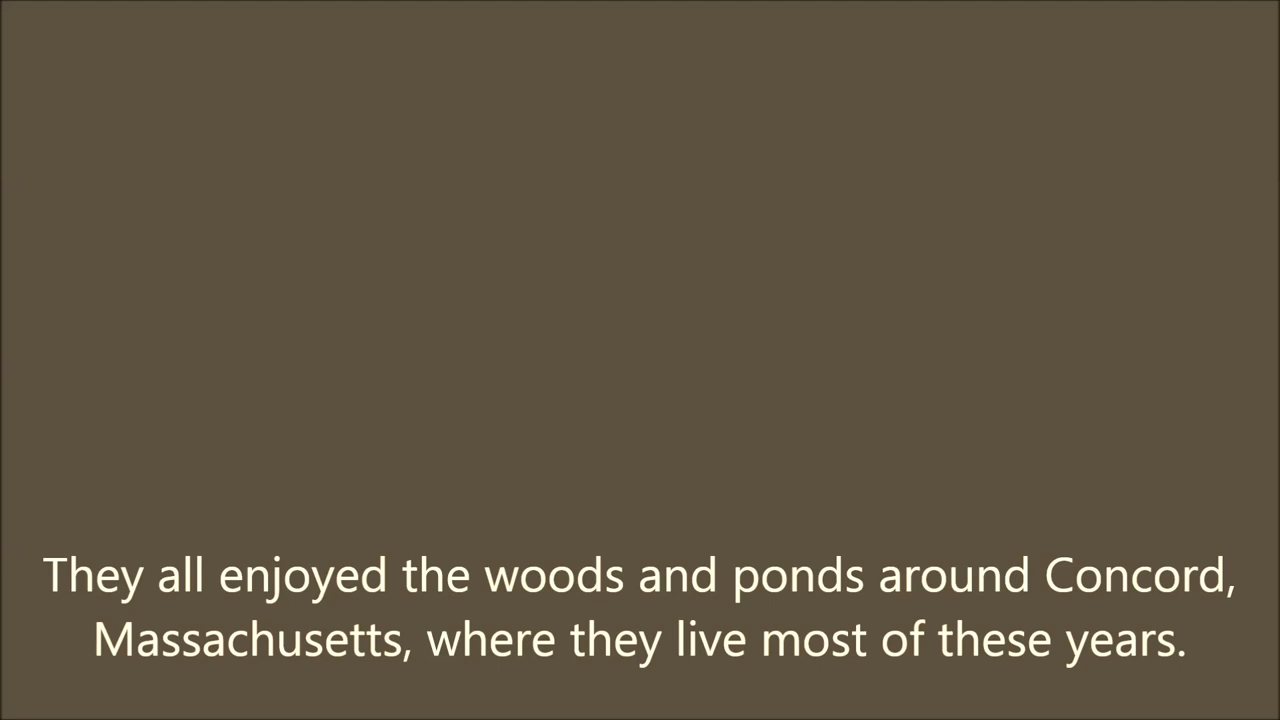 They all enjoyed the woods and ponds around Concord,
Massachusetts, where they live most of these years.